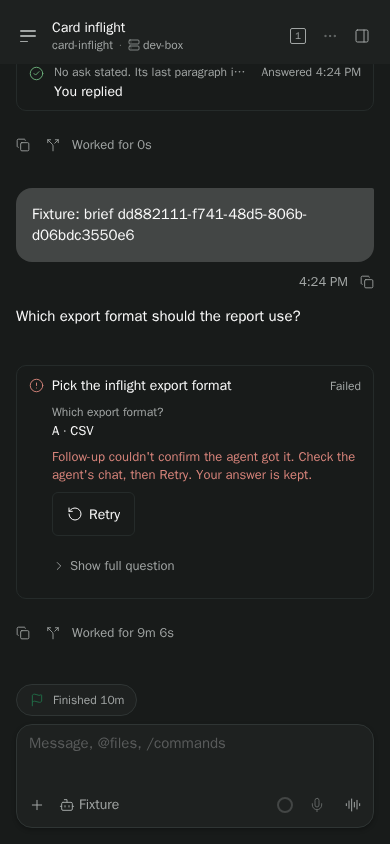 Card inflight
card-inflight · dev-box
1
No ask stated. Its last paragraph i··· Answered 4:24 PM
You replied
Worked for 0s
Fixture: brief dd882111-f741-48d5-806b-
d06bdc3550e6
4:24 PM
Which export format should the report use?
Pick the inflight export format Failed
Which export format?
A · CSV
Follow-up couldn't confirm the agent got it. Check the
agent's chat, then Retry. Your answer is kept.
Retry
Show full question
Worked for 9m 6s
Finished 10m
Message, @files, /commands
Fixture